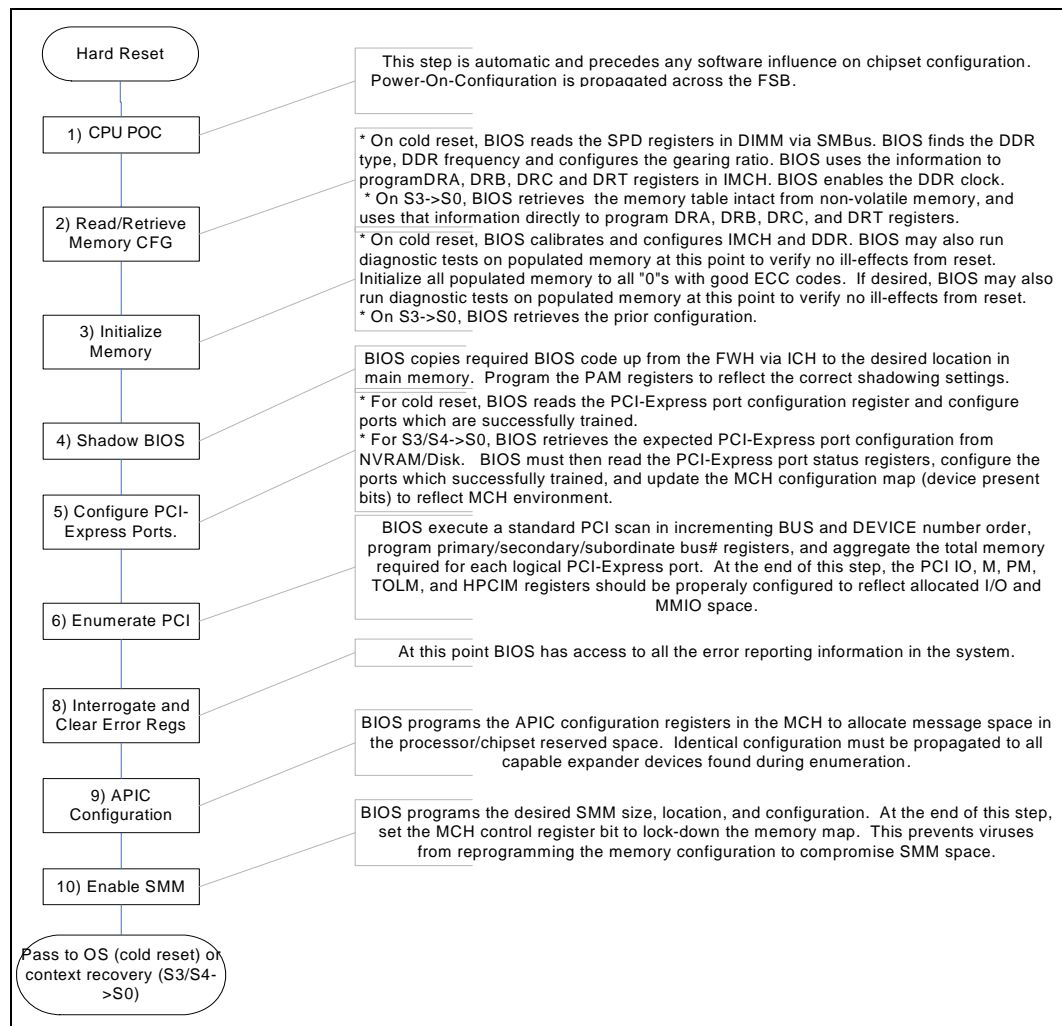 Hard Reset
This step is automatic and precedes any software influence on chipset configuration.
Power-On-Configuration is propagated across the FSB.
1) CPU POC
* On cold reset, BIOS reads the SPD registers in DIMM via SMBus. BIOS finds the DDR
type, DDR frequency and configures the gearing ratio. BIOS uses the information to
programDRA, DRB, DRC and DRT registers in IMCH. BIOS enables the DDR clock.
* On S3->S0, BIOS retrieves the memory table intact from non-volatile memory, and
uses that information directly to program DRA, DRB, DRC, and DRT registers.
2) Read/Retrieve
Memory CFG
* On cold reset, BIOS calibrates and configures IMCH and DDR. BIOS may also run
diagnostic tests on populated memory at this point to verify no ill-effects from reset.
Initialize all populated memory to all "0"s with good ECC codes. If desired, BIOS may also
run diagnostic tests on populated memory at this point to verify no ill-effects from reset.
* On S3->S0, BIOS retrieves the prior configuration.
3) Initialize
Memory
BIOS copies required BIOS code up from the FWH via ICH to the desired location in
main memory. Program the PAM registers to reflect the correct shadowing settings.
4) Shadow BIOS
* For cold reset, BIOS reads the PCI-Express port configuration register and configure
ports which are successfully trained.
* For S3/S4->S0, BIOS retrieves the expected PCI-Express port configuration from
NVRAM/Disk. BIOS must then read the PCI-Express port status registers, configure the
ports which successfully trained, and update the MCH configuration map (device present
bits) to reflect MCH environment.
5) Configure PCI-
Express Ports.
BIOS execute a standard PCI scan in incrementing BUS and DEVICE number order,
program primary/secondary/subordinate bus# registers, and aggregate the total memory
required for each logical PCI-Express port. At the end of this step, the PCI IO, M, PM,
TOLM, and HPCIM registers should be properaly configured to reflect allocated I/O and
MMIO space.
6) Enumerate PCI
At this point BIOS has access to all the error reporting information in the system.
8) Interrogate and
Clear Error Regs
BIOS programs the APIC configuration registers in the MCH to allocate message space in
the processor/chipset reserved space. Identical configuration must be propagated to all
capable expander devices found during enumeration.
9) APIC
Configuration
BIOS programs the desired SMM size, location, and configuration. At the end of this step,
set the MCH control register bit to lock-down the memory map. This prevents viruses
from reprogramming the memory configuration to compromise SMM space.
10) Enable SMM
Pass to OS (cold reset) or
context recovery (S3/S4-
>S0)